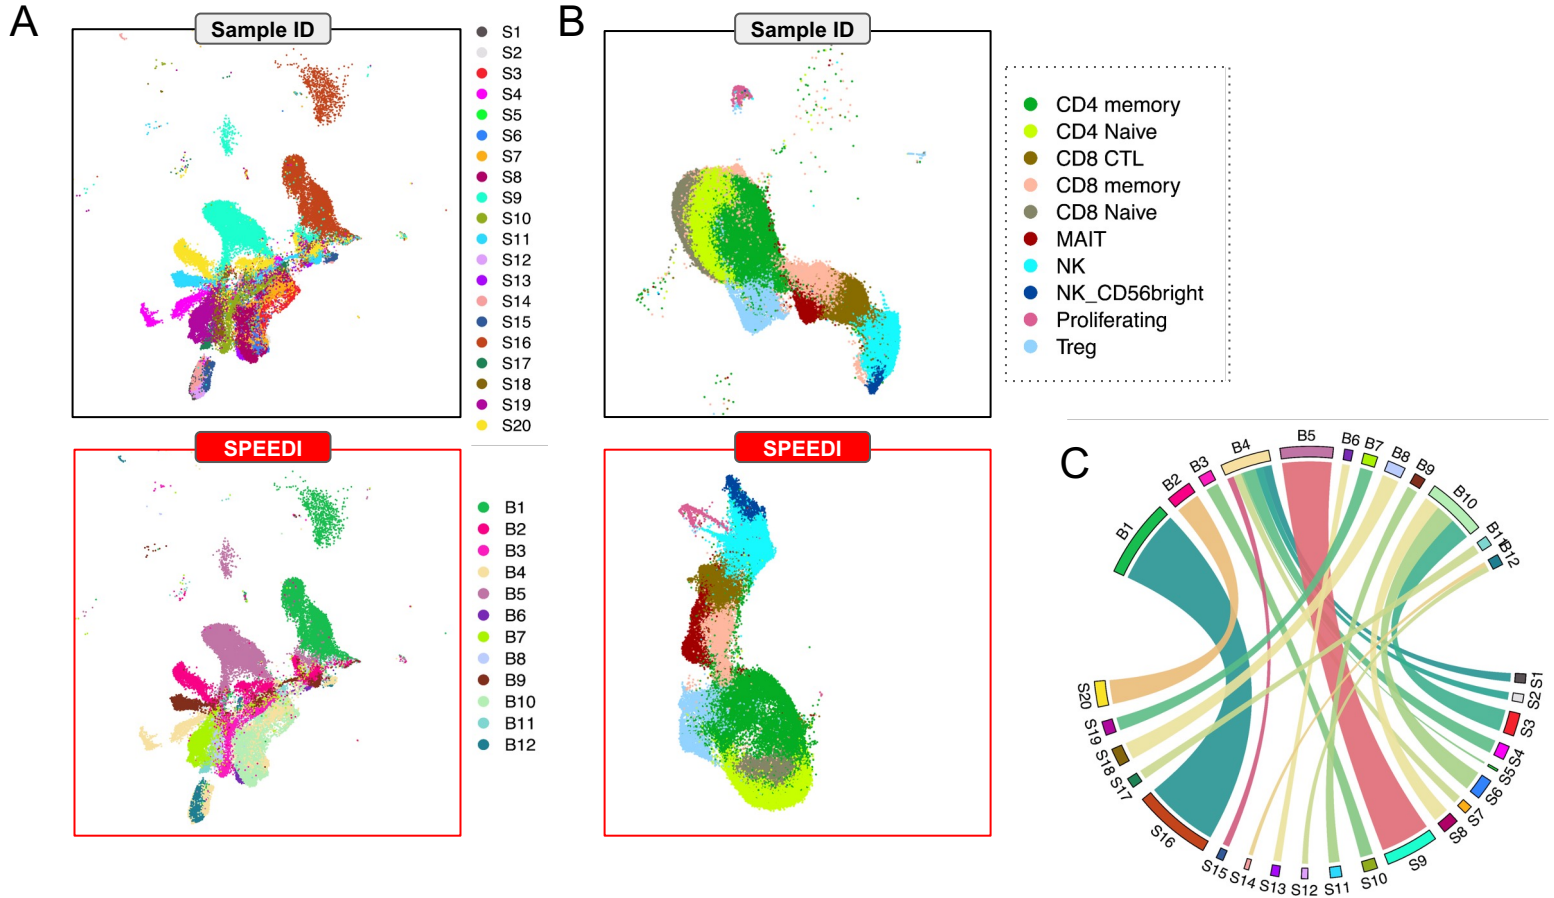 A
Sample ID
S1
S2
S3
S4
S5
S6
S7
S8
S9
S10
S11
S12
S13
S14
S15
S16
S17
S18
S19
S20
SPEEDI
B1
B2
B3
B4
B5
B6
B7
B8
B9
B10
B11
B12
B
Sample ID
CD4 memory
CD4 Naive
CD8 CTL
CD8 memory
CD8 Naive
MAIT
NK
NK_CD56bright
Proliferating
Treg
SPEEDI
C
B1
B2
B3
B4
B5
B6
B7
B8
B9
B10
B11
B12
S1
S2
S3
S4
S5
S6
S7
S8
S9
S10
S11
S12
S13
S14
S15
S16
S17
S18
S19
S20